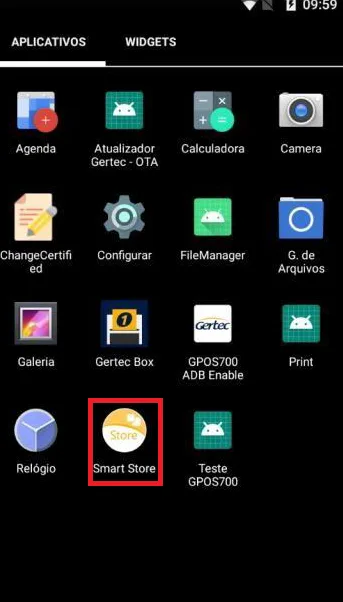 09:59
APLICATIVOS WIDGETS
Agenda
Atualizador
Gertec - OTA
Calculadora
Camera
ChangeCertifi
ed
Configurar
FileManager
G. de
Arquivos
Galeria
1
Gertec Box
Gertec
GPOS700
ADB Enable
Print
Relógio
Store
Smart Store
Teste
GPOS700